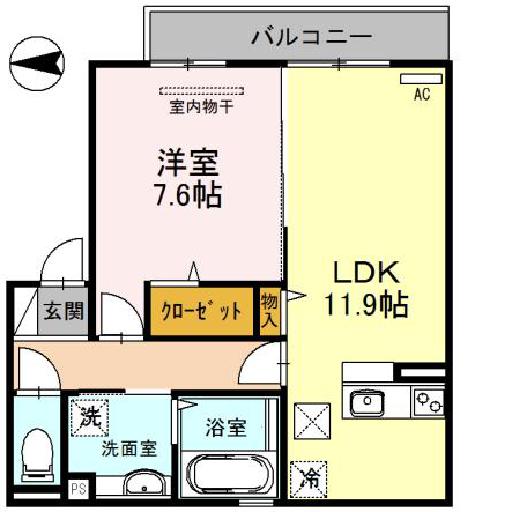 バルコニー
AC
室内物干
洋室
7.6帖
LDK
11.9帖
玄関
クローゼット
物入
洗
洗面室
浴室
冷
PS